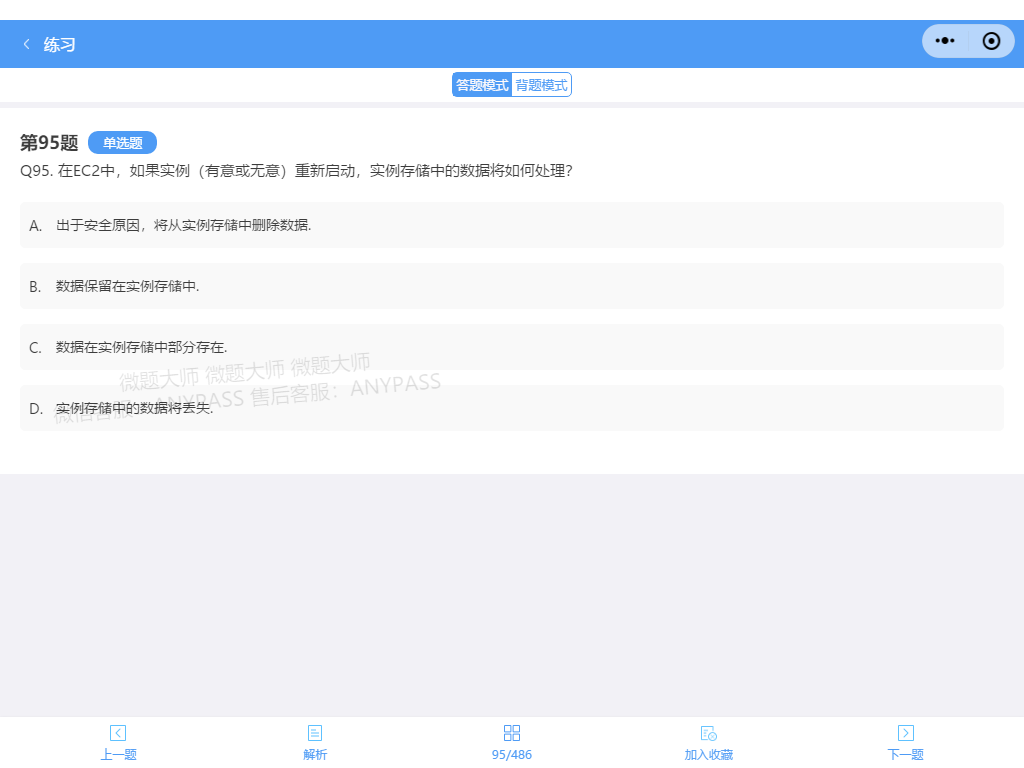 练习
答题模式 背题模式
第95题 单选题
Q95. 在EC2中，如果实例（有意或无意）重新启动，实例存储中的数据将如何处理？
A. 出于安全原因，将从实例存储中删除数据.
B. 数据保留在实例存储中.
C. 数据在实例存储中部分存在.
微题大师 微题大师 微题大师
D. 实例存储中的数据将丢失.
微信客服：ANYPASS 售后客服：ANYPASS
上一题 解析 95/486 加入收藏 下一题